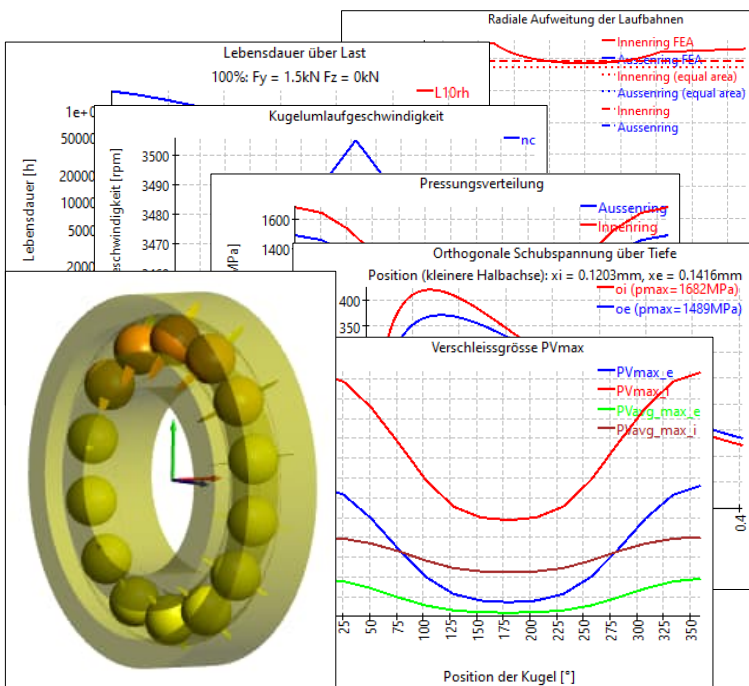 Radiale Aufweitung der Laufbahnen
Innenring FEA
Aussenring FEA
Innenring (equal area)
Aussenring (equal area)
Innenring
Aussenring
Lebensdauer über Last
100%: Fy = 1.5kN Fz = 0kN
L10rh
Lebensdauer [h]
1e+0
50000
20000
10000
5000
2000
Kugelumlaufgeschwindigkeit
nc
geschwindigkeit [rpm]
3500
3490
3480
3470
Pressungsverteilung
Aussenring
Innenring
MPa]
1600
1400
Orthogonale Schubspannung über Tiefe
Position (kleinere Halbachse): xi = 0.1203mm, xe = 0.1416mm
oi (pmax=1682MPa)
oe (pmax=1489MPa)
400
350
0.4
Verschleissgrösse PVmax
PVmax_e
PVmax_i
PVavg_max_e
PVavg_max_i
25
50
75
100
125
150
175
200
225
250
275
300
325
350
Position der Kugel [°]